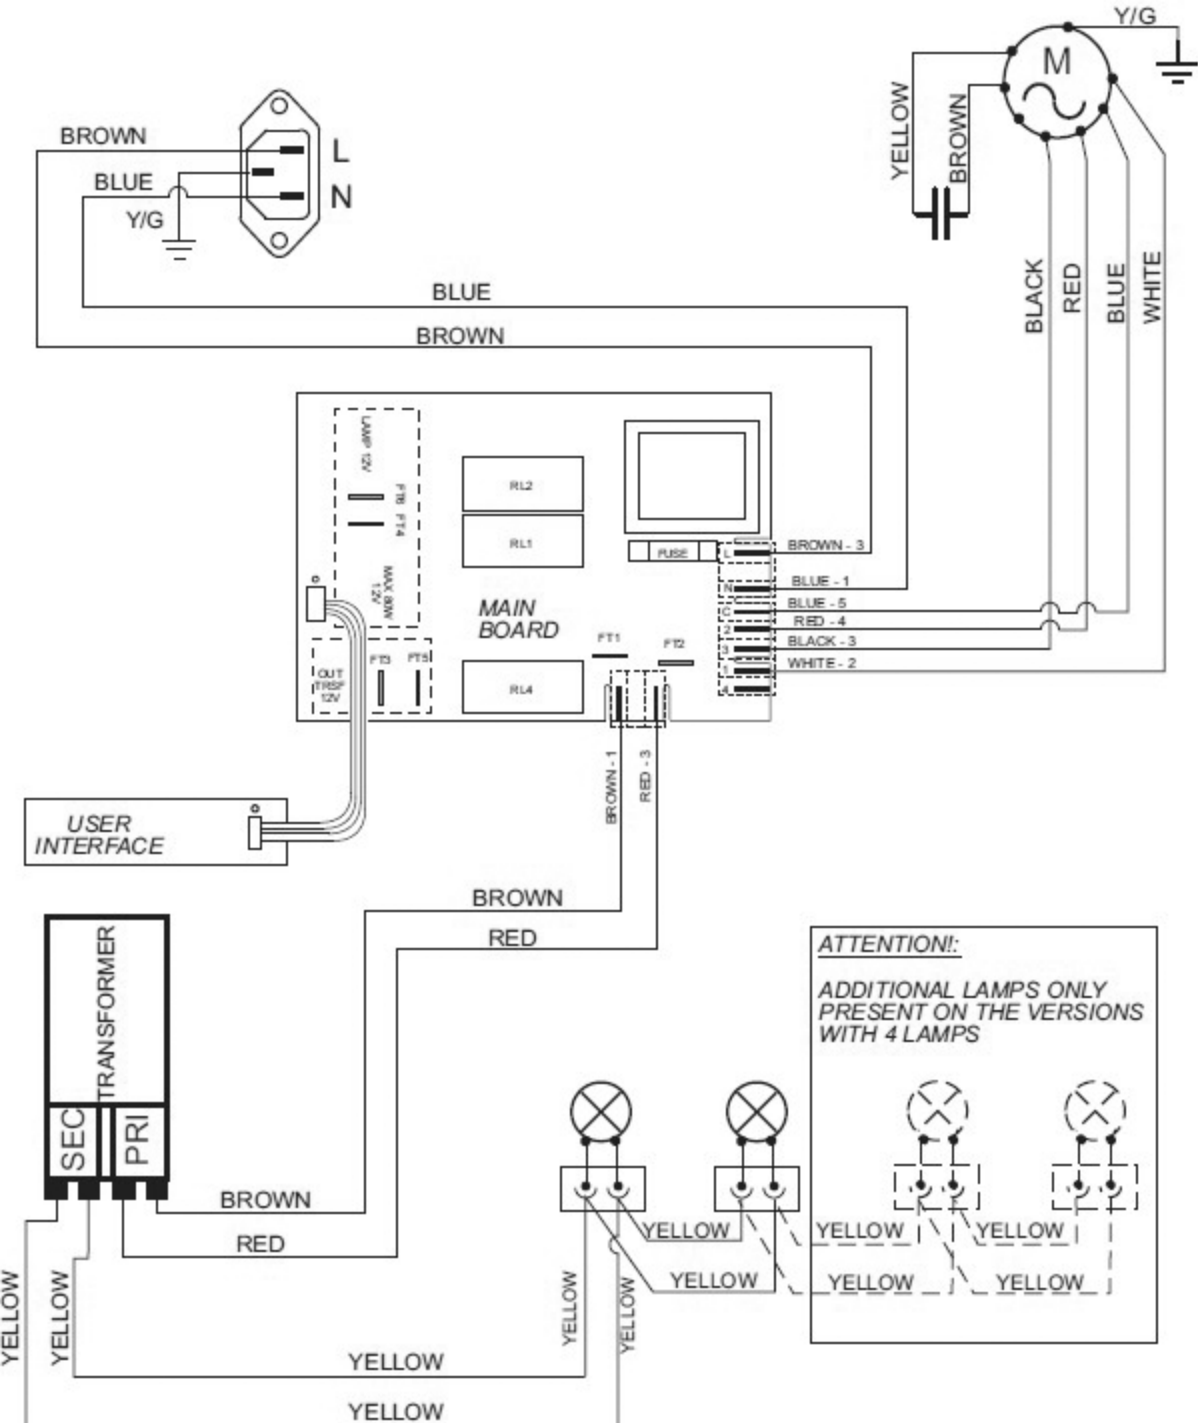 Y/G
M
YELLOW
BROWN
BROWN
L
BLUE
N
Y/G
BLACK
RED
BLUE
WHITE
BLUE
BROWN
LAMP 12V
FT6
FT4
MAX 80W
12V
RL2
RL1
FUSE
L
BROWN - 3
N
BLUE - 1
C
BLUE - 5
2
RED - 4
3
BLACK - 3
1
WHITE - 2
4
MAIN
BOARD
FT1
FT2
OUT
TRSF
12V
FT3
FT5
RL4
BROWN - 1
RED - 3
USER
INTERFACE
BROWN
RED
TRANSFORMER
SEC
PRI
ATTENTION!:
ADDITIONAL LAMPS ONLY
PRESENT ON THE VERSIONS
WITH 4 LAMPS
BROWN
RED
YELLOW
YELLOW
YELLOW
YELLOW
YELLOW
YELLOW
YELLOW
YELLOW
YELLOW
YELLOW
YELLOW
YELLOW